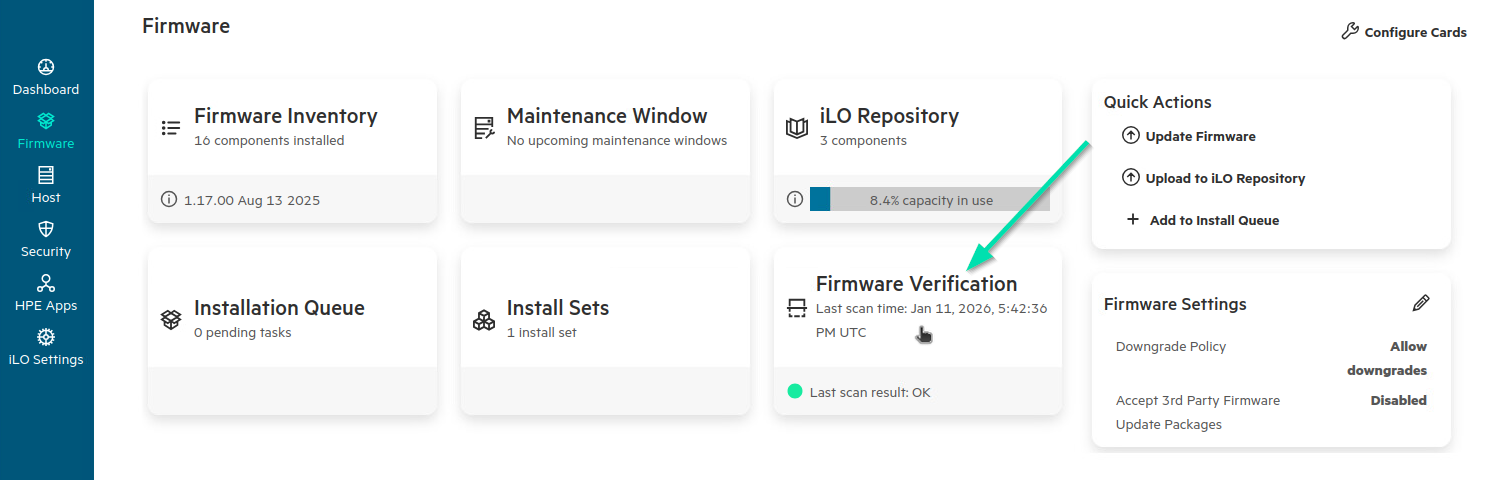 Firmware
Configure Cards
Dashboard
Firmware
Host
Security
HPE Apps
iLO Settings
Firmware Inventory
16 components installed
1.17.00 Aug 13 2025
Maintenance Window
No upcoming maintenance windows
iLO Repository
3 components
8.4% capacity in use
Installation Queue
0 pending tasks
Install Sets
1 install set
Firmware Verification
Last scan time: Jan 11, 2026, 5:42:36
PM UTC
Last scan result: OK
Quick Actions
Update Firmware
Upload to iLO Repository
Add to Install Queue
Firmware Settings
Downgrade Policy
Allow
downgrades
Accept 3rd Party Firmware
Update Packages
Disabled